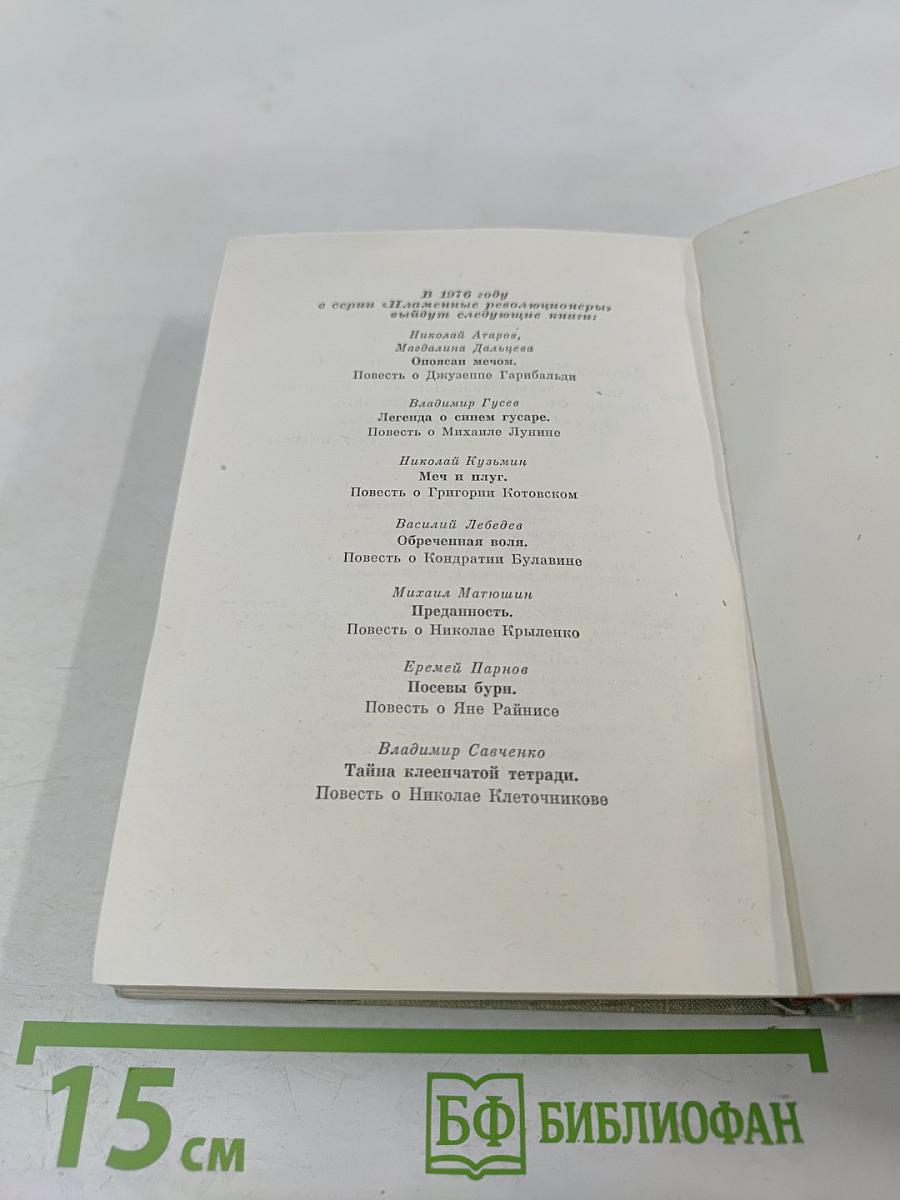 В 1976 году
в серии «Пламенные революционеры»
выйдут следующие книги:
Николай Атаров,
Магдалина Дальцева
Опоясан мечом.
Повесть о Джузеппе Гарибальди
Владимир Гусев
Легенда о синем гусаре.
Повесть о Михаиле Лунине
Николай Кузьмин
Меч и плуг.
Повесть о Григории Котовском
Василий Лебедев
Обреченная воля.
Повесть о Кондратии Булавине
Михаил Матюшин
Преданность.
Повесть о Николае Крыленко
Еремей Парнов
Посевы бури.
Повесть о Яне Райнисе
Владимир Савченко
Тайна клеенчатой тетради.
Повесть о Николае Клеточникове
15 см
БФ БИБЛИОФАН